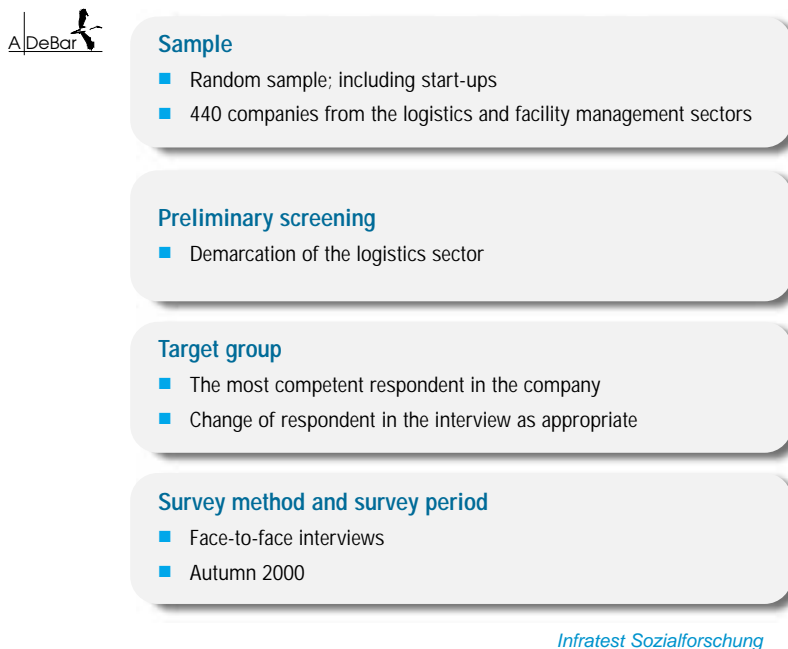 A DeBar
Sample
Random sample; including start-ups
440 companies from the logistics and facility management sectors
Preliminary screening
Demarcation of the logistics sector
Target group
The most competent respondent in the company
Change of respondent in the interview as appropriate
Survey method and survey period
Face-to-face interviews
Autumn 2000
Infratest Sozialforschung